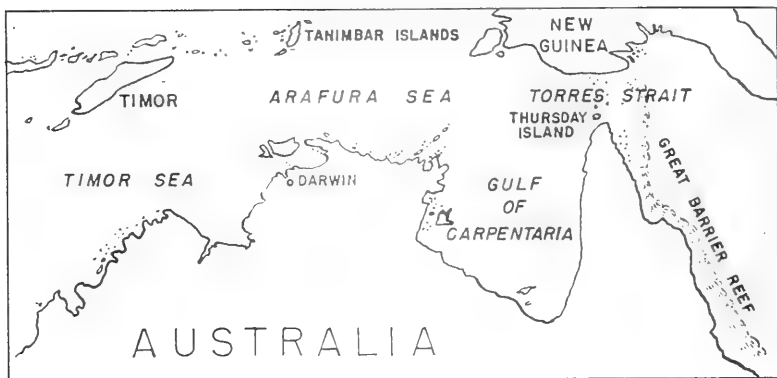 TANIMBAR ISLANDS
NEW
GUINEA
TIMOR
ARAFURA SEA
TORRES STRAIT
THURSDAY
ISLAND
TIMOR SEA
DARWIN
GULF
OF
CARPENTARIA
GREAT BARRIER REEF
AUSTRALIA